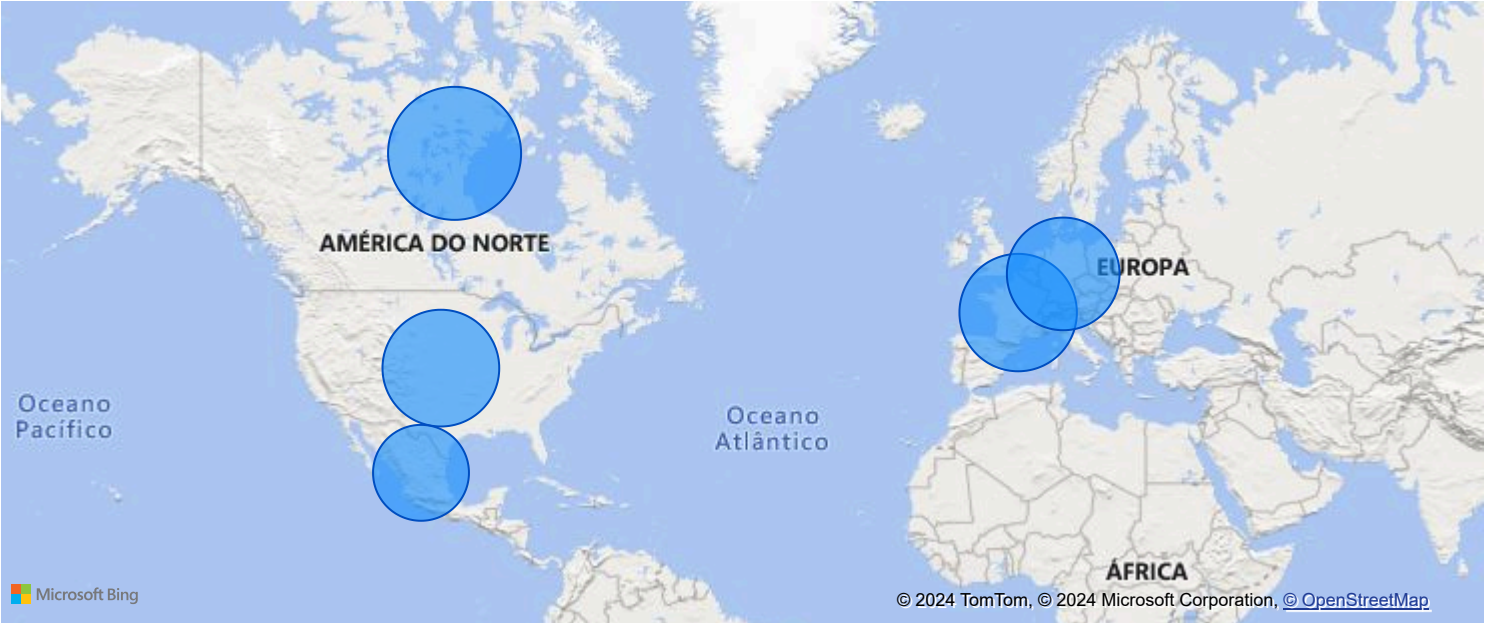 AMÉRICA DO NORTE
EUROPA
Oceano
Pacífico
Oceano
Atlântico
ÁFRICA
Microsoft Bing
© 2024 TomTom, © 2024 Microsoft Corporation, © OpenStreetMap